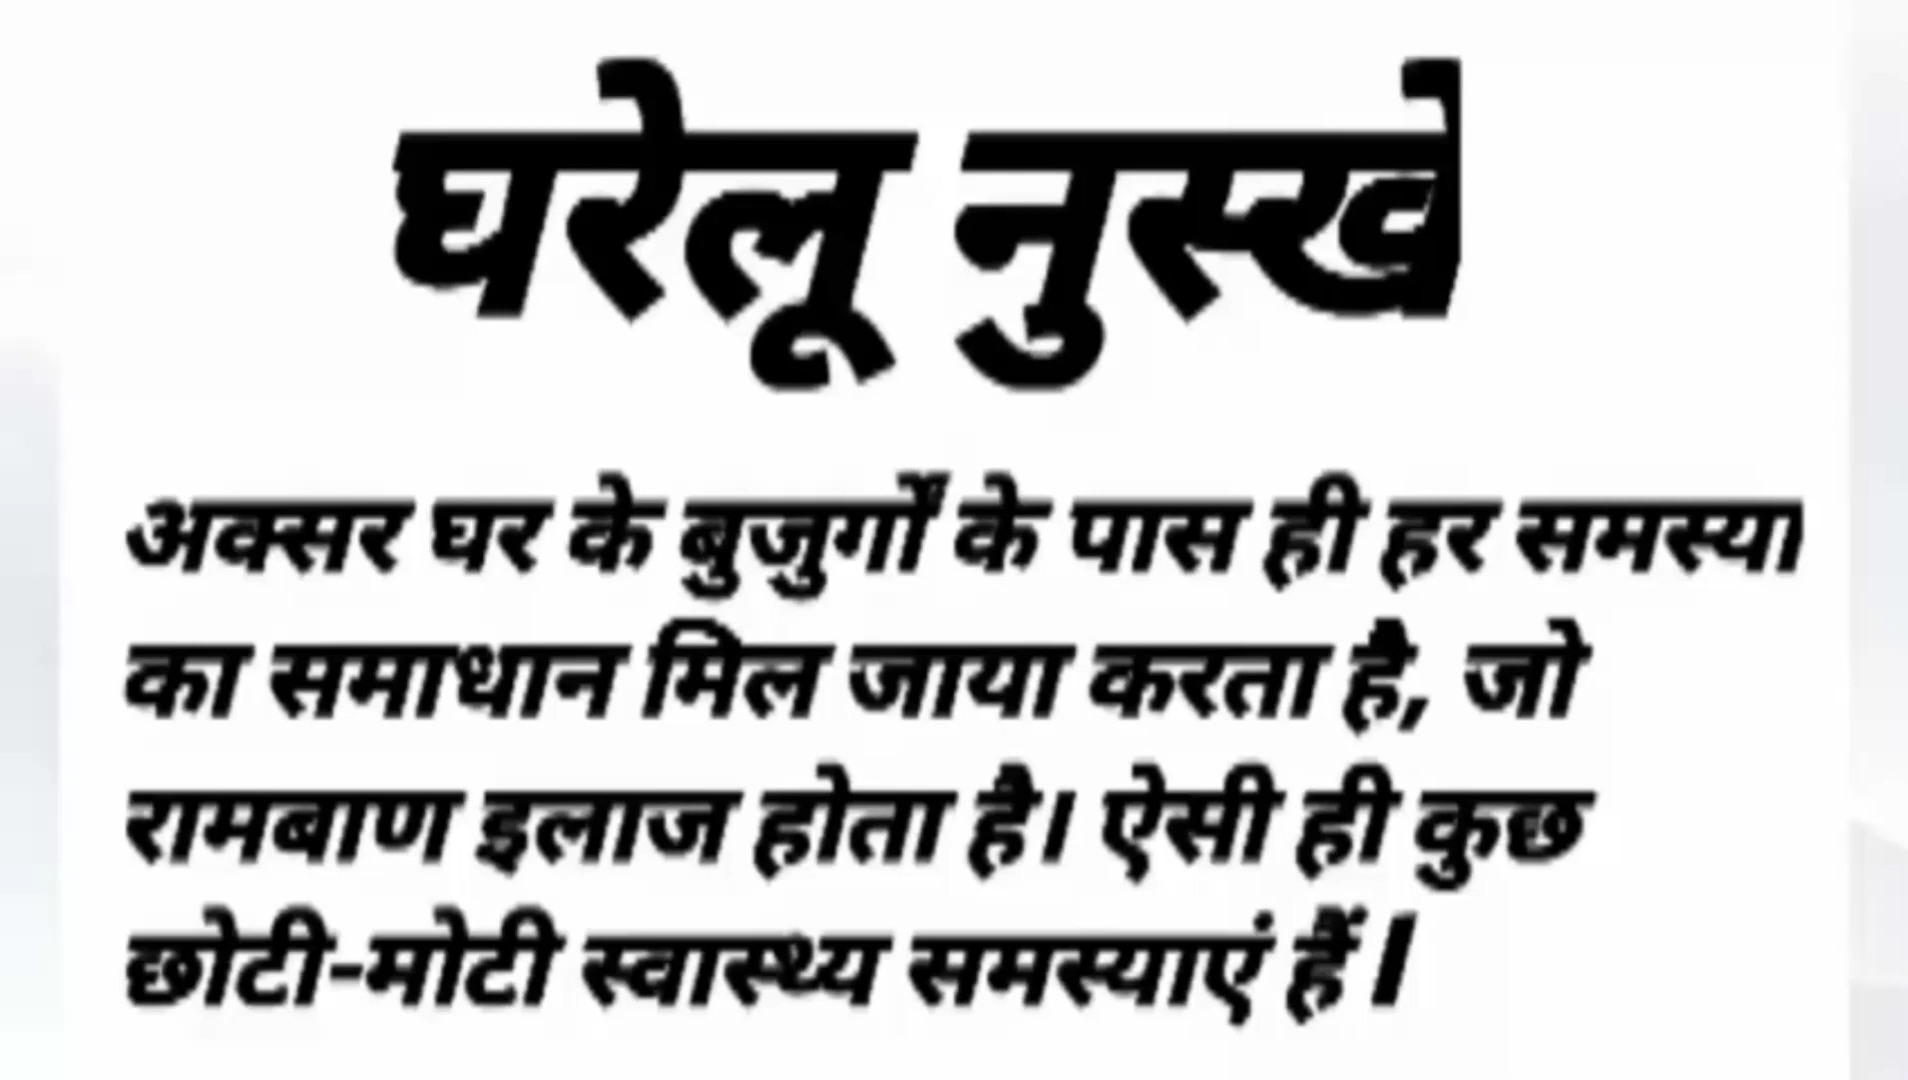 घरेलू नुस्खे
अक्सर घर के बुजुर्गों के पास ही हर समस्या
का समाधान मिल जाया करता है, जो
रामबाण इलाज होता है। ऐसी ही कुछ
छोटी-मोटी स्वास्थ्य समस्याएं हैं।